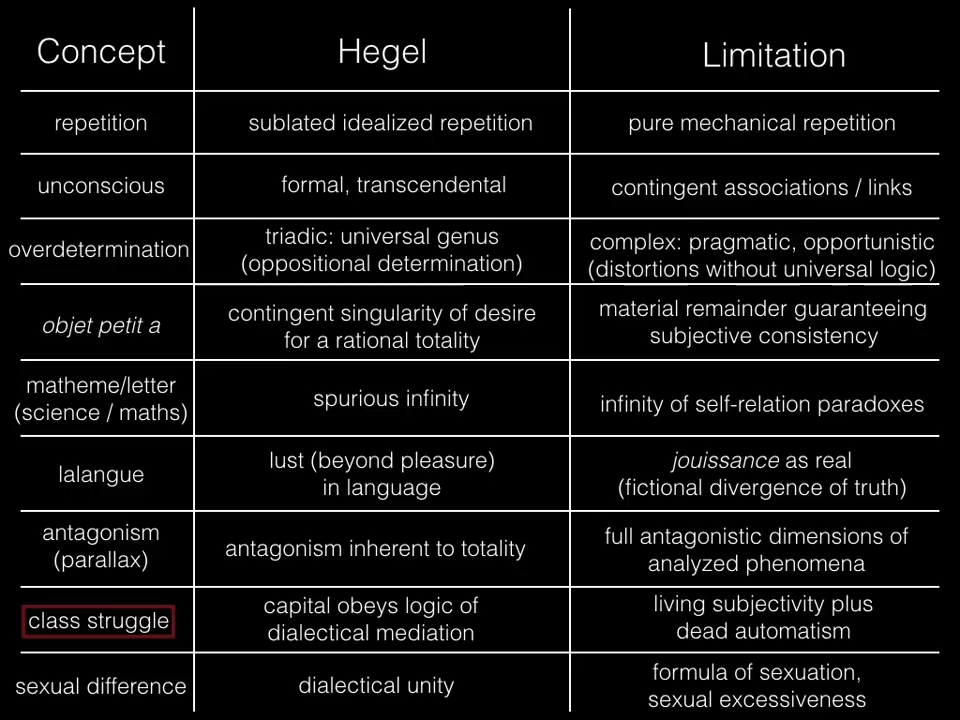 Concept
Hegel
Limitation
repetition
sublated idealized repetition
pure mechanical repetition
unconscious
formal, transcendental
contingent associations / links
overdetermination
triadic: universal genus
(oppositional determination)
complex: pragmatic, opportunistic
(distortions without universal logic)
objet petit a
contingent singularity of desire
for a rational totality
material remainder guaranteeing
subjective consistency
matheme/letter
(science / maths)
spurious infinity
infinity of self-relation paradoxes
lalangue
lust (beyond pleasure)
in language
jouissance as real
(fictional divergence of truth)
antagonism
(parallax)
antagonism inherent to totality
full antagonistic dimensions of
analyzed phenomena
class struggle
capital obeys logic of
dialectical mediation
living subjectivity plus
dead automatism
sexual difference
dialectical unity
formula of sexuation,
sexual excessiveness